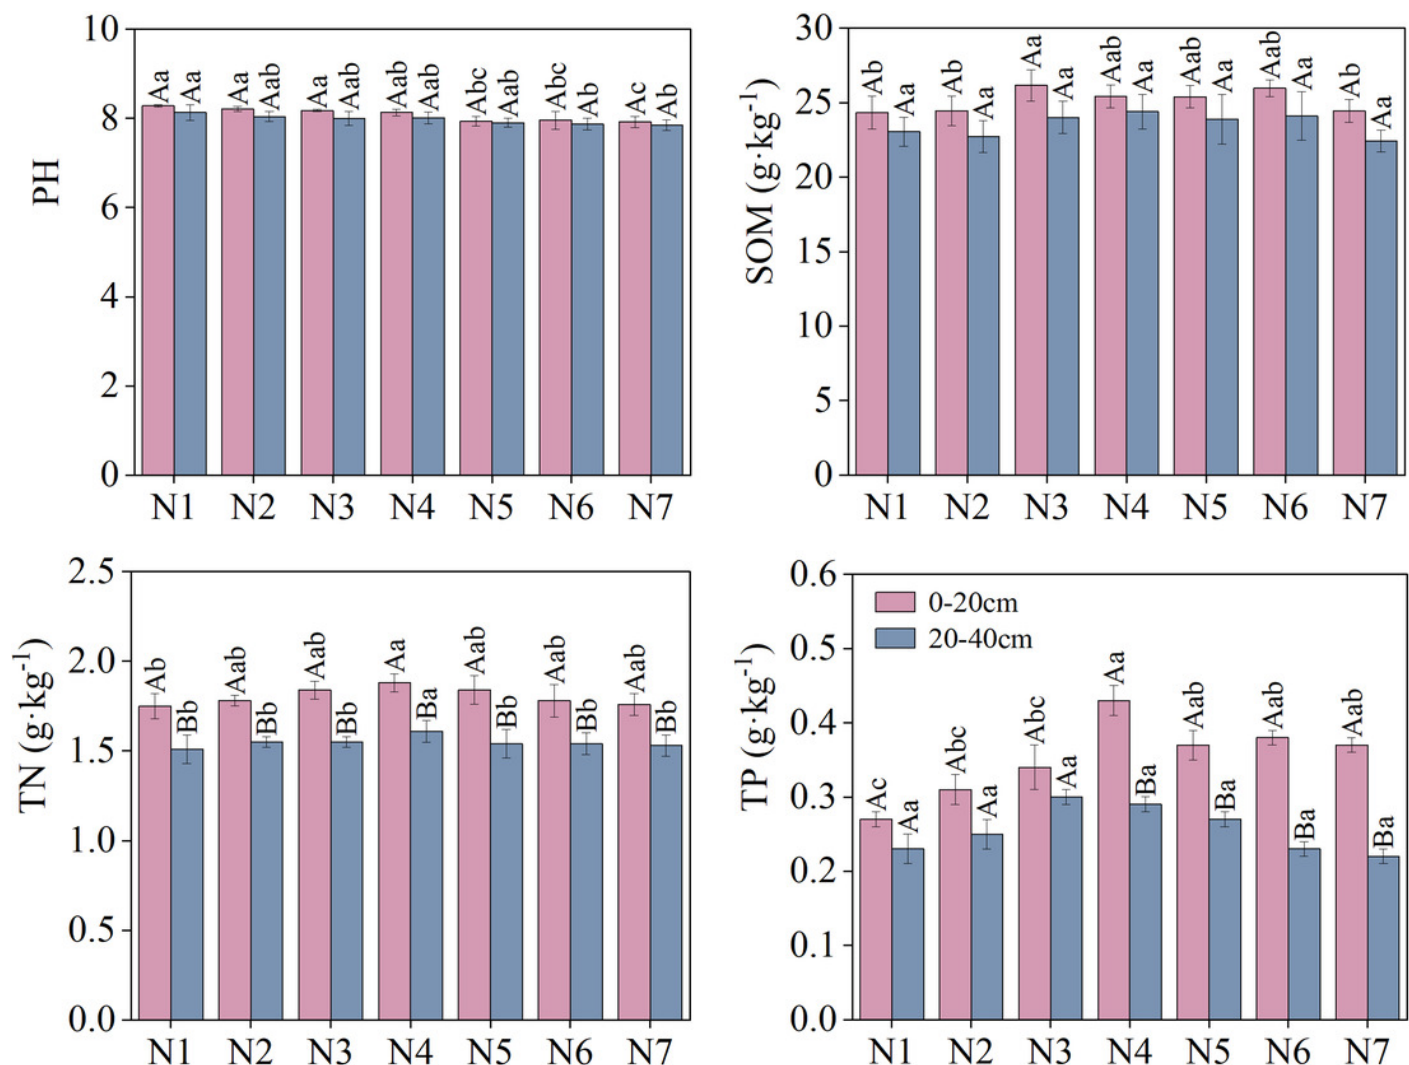 PH
10
8
6
4
2
0
Aa Aa Aa Aab Aa Aab Aab Aab Abc Aab Abc Ab Ac Ab
N1 N2 N3 N4 N5 N6 N7
SOM (g·kg⁻¹)
30
25
20
15
10
5
0
Ab Aa Ab Aa Aa Aa Aab Aa Aab Aa Aab Aa Ab Aa
N1 N2 N3 N4 N5 N6 N7
TN (g·kg⁻¹)
2.5
2.0
1.5
1.0
0.5
0.0
Ab Bb Aab Bb Aab Bb Aa Ba Aab Bb Aab Bb Aab Bb
N1 N2 N3 N4 N5 N6 N7
TP (g·kg⁻¹)
0.6
0.5
0.4
0.3
0.2
0.1
0.0
0-20cm
20-40cm
Ac Aa Abc Aa Abc Aa Aa Ba Aab Ba Aab Ba Aab Ba
N1 N2 N3 N4 N5 N6 N7